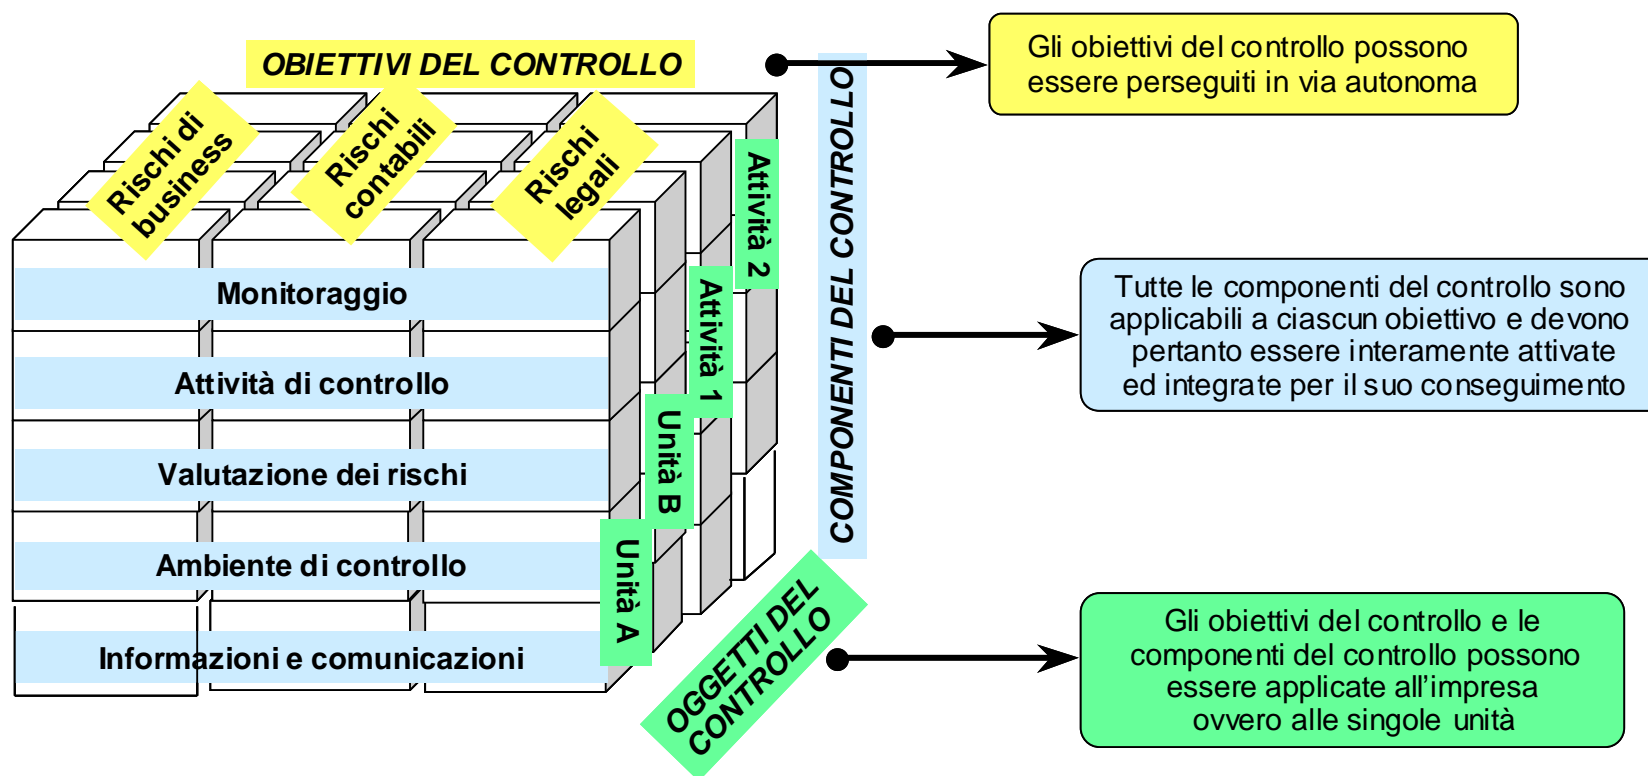 OBIETTIVI DEL CONTROLLO
Rischi di
business
Rischi
contabili
Rischi
legali
Monitoraggio
Attività di controllo
Valutazione dei rischi
Ambiente di controllo
Informazioni e comunicazioni
Attività 2
Attività 1
Unità B
Unità A
COMPONENTI DEL CONTROLLO
OGGETTI DEL
CONTROLLO
Gli obiettivi del controllo possono
essere perseguiti in via autonoma
Tutte le componenti del controllo sono
applicabili a ciascun obiettivo e devono
pertanto essere interamente attivate
ed integrate per il suo conseguimento
Gli obiettivi del controllo e le
componenti del controllo possono
essere applicate all'impresa
ovvero alle singole unità